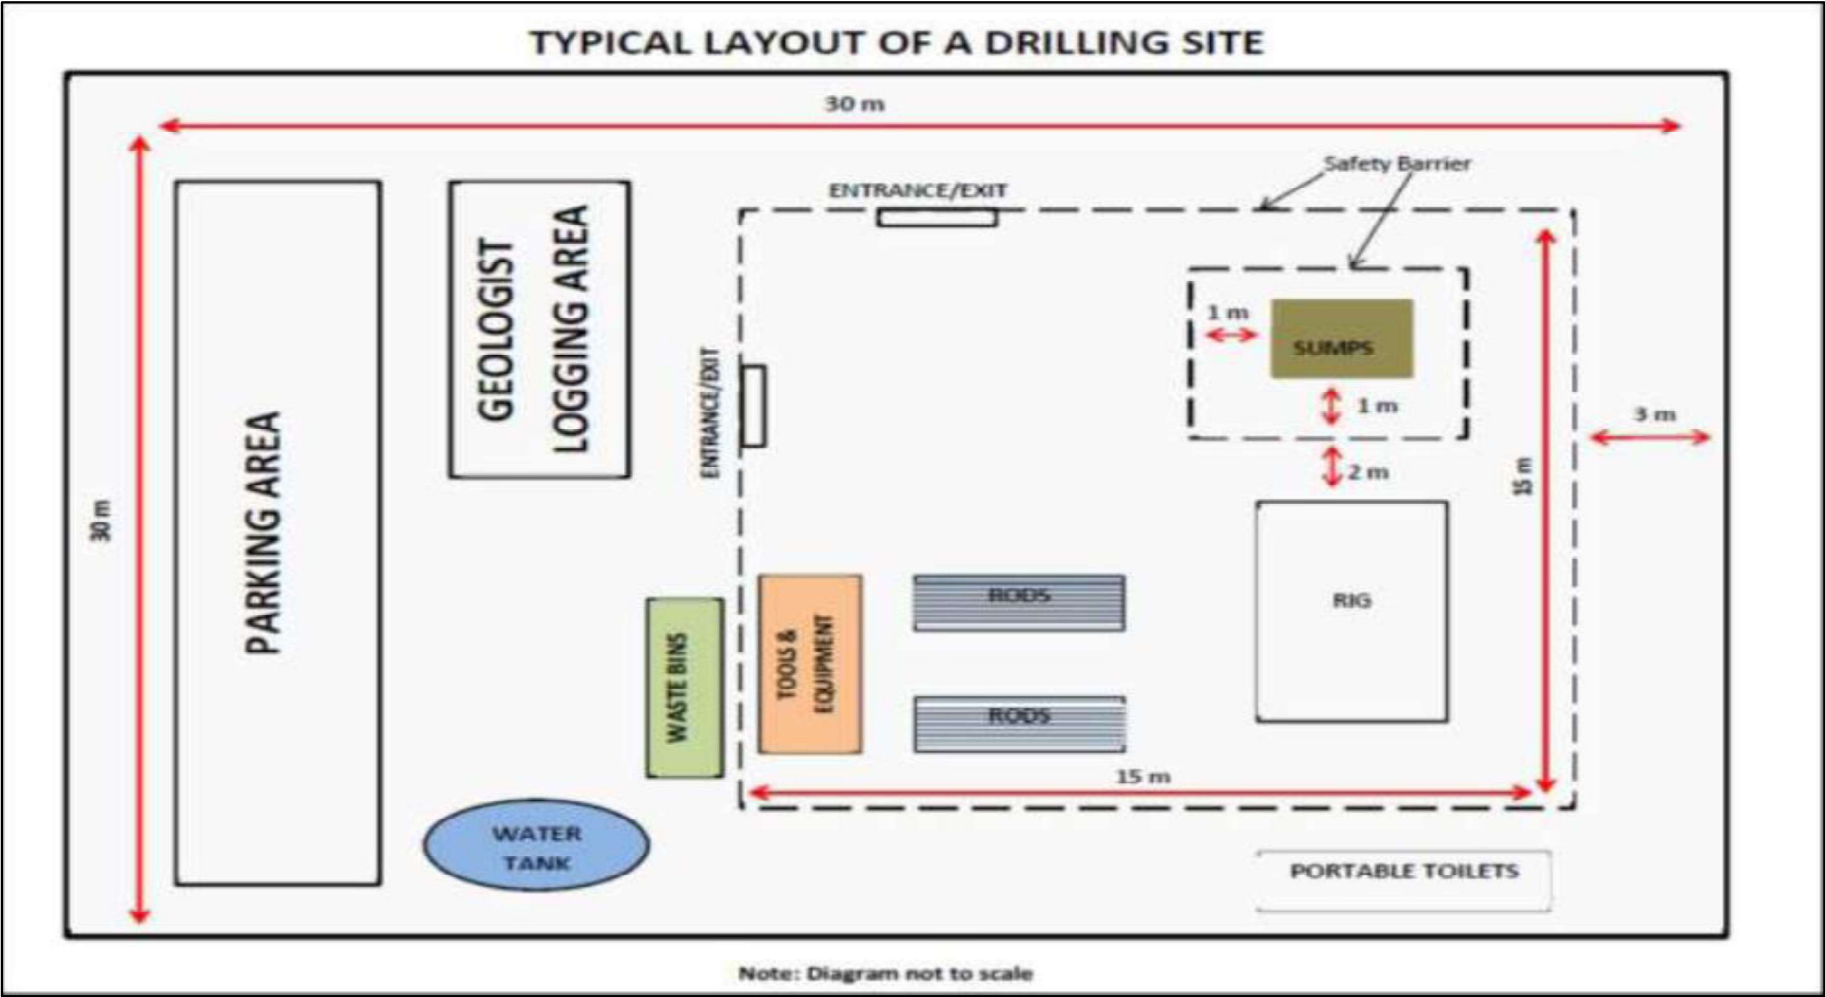 TYPICAL LAYOUT OF A DRILLING SITE
30 m
Safety Barrier
ENTRANCE/EXIT
GEOLOGIST
LOGGING AREA
1 m
SUMPS
ENTRANCE/EXIT
1 m
3 m
2 m
15 m
30 m
PARKING AREA
RODS
RIG
TOOLS &
EQUIPMENT
WASTE BINS
RODS
15 m
WATER
TANK
PORTABLE TOILETS
Note: Diagram not to scale